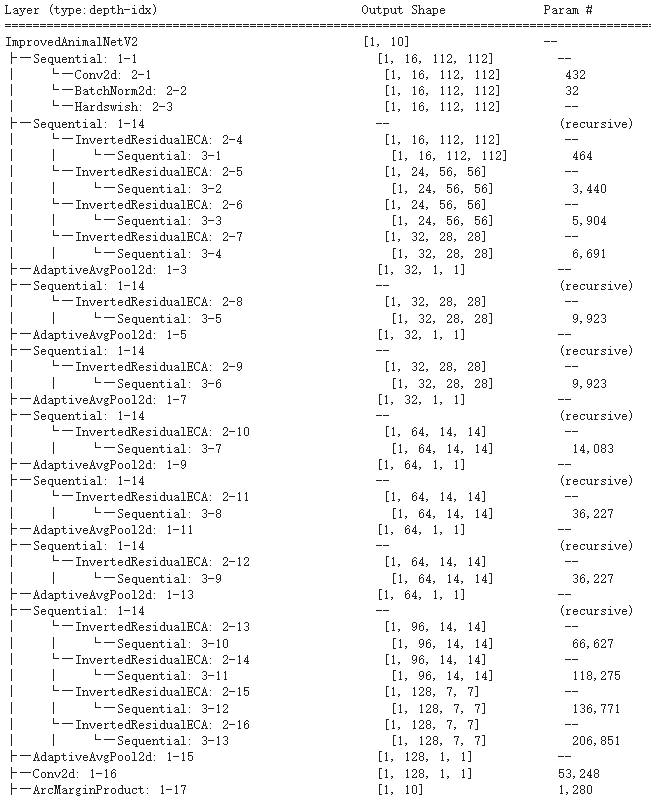 Layer (type:depth-idx) Output Shape Param #
==========================================================================================
ImprovedAnimalNetV2 [1, 10] --
├─Sequential: 1-1 [1, 16, 112, 112] --
│ └─Conv2d: 2-1 [1, 16, 112, 112] 432
│ └─BatchNorm2d: 2-2 [1, 16, 112, 112] 32
│ └─Hardswish: 2-3 [1, 16, 112, 112] --
├─Sequential: 1-14 -- (recursive)
│ └─InvertedResidualECA: 2-4 [1, 16, 112, 112] --
│ │ └─Sequential: 3-1 [1, 16, 112, 112] 464
│ └─InvertedResidualECA: 2-5 [1, 24, 56, 56] --
│ │ └─Sequential: 3-2 [1, 24, 56, 56] 3,440
│ └─InvertedResidualECA: 2-6 [1, 24, 56, 56] --
│ │ └─Sequential: 3-3 [1, 24, 56, 56] 5,904
│ └─InvertedResidualECA: 2-7 [1, 32, 28, 28] --
│ │ └─Sequential: 3-4 [1, 32, 28, 28] 6,691
├─AdaptiveAvgPool2d: 1-3 [1, 32, 1, 1] --
├─Sequential: 1-14 -- (recursive)
│ └─InvertedResidualECA: 2-8 [1, 32, 28, 28] --
│ │ └─Sequential: 3-5 [1, 32, 28, 28] 9,923
├─AdaptiveAvgPool2d: 1-5 [1, 32, 1, 1] --
├─Sequential: 1-14 -- (recursive)
│ └─InvertedResidualECA: 2-9 [1, 32, 28, 28] --
│ │ └─Sequential: 3-6 [1, 32, 28, 28] 9,923
├─AdaptiveAvgPool2d: 1-7 [1, 32, 1, 1] --
├─Sequential: 1-14 -- (recursive)
│ └─InvertedResidualECA: 2-10 [1, 64, 14, 14] --
│ │ └─Sequential: 3-7 [1, 64, 14, 14] 14,083
├─AdaptiveAvgPool2d: 1-9 [1, 64, 1, 1] --
├─Sequential: 1-14 -- (recursive)
│ └─InvertedResidualECA: 2-11 [1, 64, 14, 14] --
│ │ └─Sequential: 3-8 [1, 64, 14, 14] 36,227
├─AdaptiveAvgPool2d: 1-11 [1, 64, 1, 1] --
├─Sequential: 1-14 -- (recursive)
│ └─InvertedResidualECA: 2-12 [1, 64, 14, 14] --
│ │ └─Sequential: 3-9 [1, 64, 14, 14] 36,227
├─AdaptiveAvgPool2d: 1-13 [1, 64, 1, 1] --
├─Sequential: 1-14 -- (recursive)
│ └─InvertedResidualECA: 2-13 [1, 96, 14, 14] --
│ │ └─Sequential: 3-10 [1, 96, 14, 14] 66,627
│ └─InvertedResidualECA: 2-14 [1, 96, 14, 14] --
│ │ └─Sequential: 3-11 [1, 96, 14, 14] 118,275
│ └─InvertedResidualECA: 2-15 [1, 128, 7, 7] --
│ │ └─Sequential: 3-12 [1, 128, 7, 7] 136,771
│ └─InvertedResidualECA: 2-16 [1, 128, 7, 7] --
│ │ └─Sequential: 3-13 [1, 128, 7, 7] 206,851
├─AdaptiveAvgPool2d: 1-15 [1, 128, 1, 1] --
├─Conv2d: 1-16 [1, 128, 1, 1] 53,248
├─ArcMarginProduct: 1-17 [1, 10] 1,280